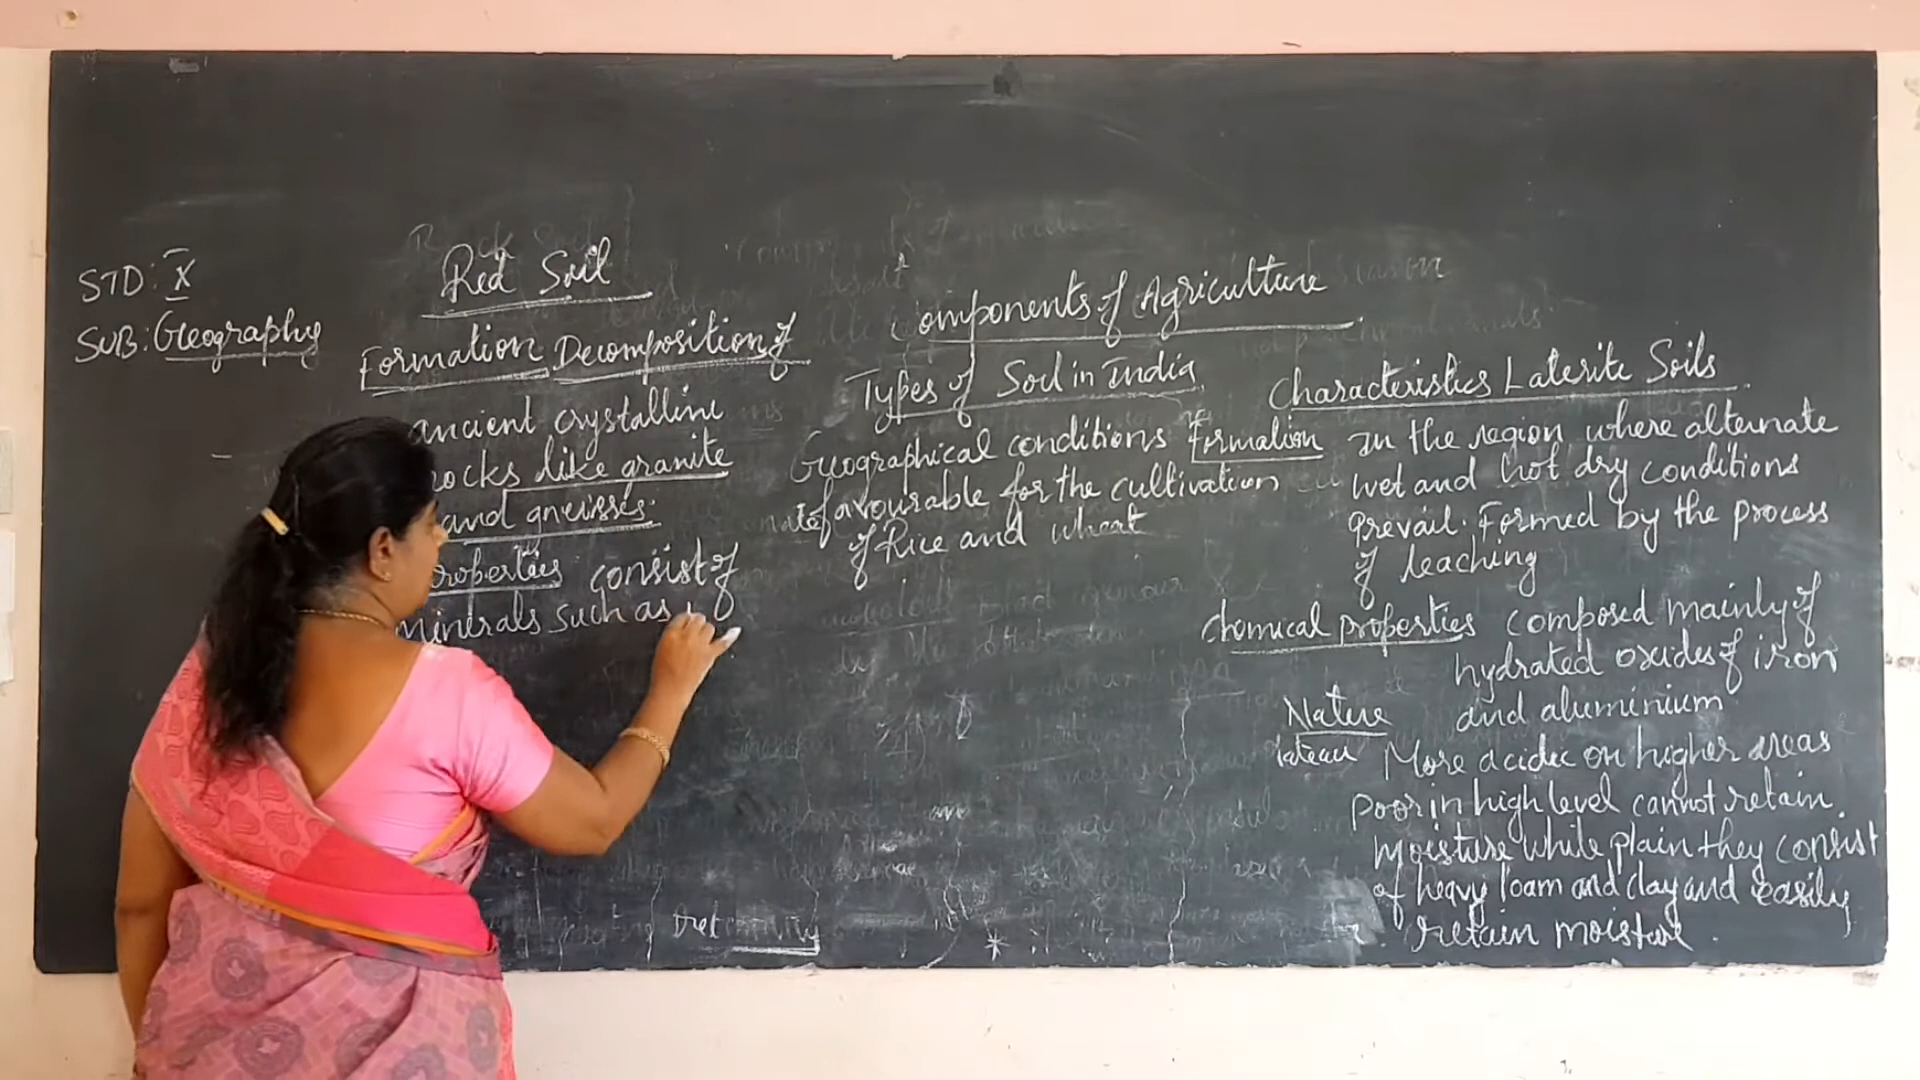 STD: X
SUB: Geography
Red Soil
Formation Decomposition of
ancient crystalline
rocks like granite
and gneisses.
properties consist of
Minerals such as
Components of Agriculture
Types of Soil in India
Geographical conditions
favourable for the cultivation
of Rice and wheat
Characteristics Laterite Soils
Formation In the region where alternate
wet and hot dry conditions
prevail. Formed by the process
of leaching
Chemical properties composed mainly of
hydrated oxides of iron
and aluminium
Nature
lateau More acidic on higher areas
Poor in high level cannot retain
Moisture while plain they consist
of heavy loam and clay and easily
retain moisture.